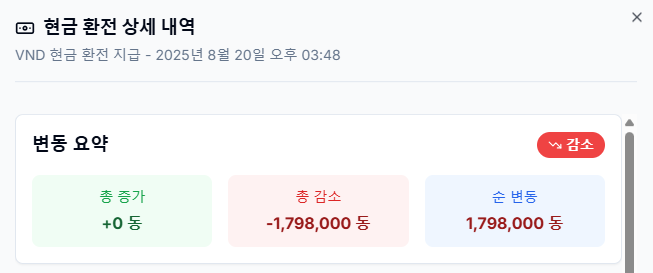 현금 환전 상세 내역
VND 현금 환전 지급 - 2025년 8월 20일 오후 03:48
변동 요약
감소
총 증가
+0 동
총 감소
-1,798,000 동
순 변동
1,798,000 동